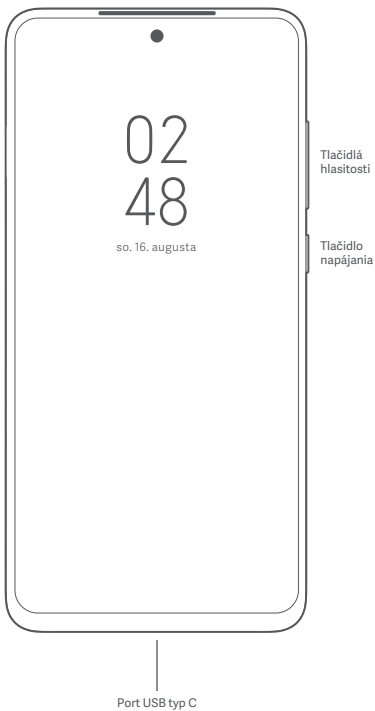 02
48
so. 16. augusta
Tlačidlá
hlasitosti
Tlačidlo
napájania
Port USB typ C